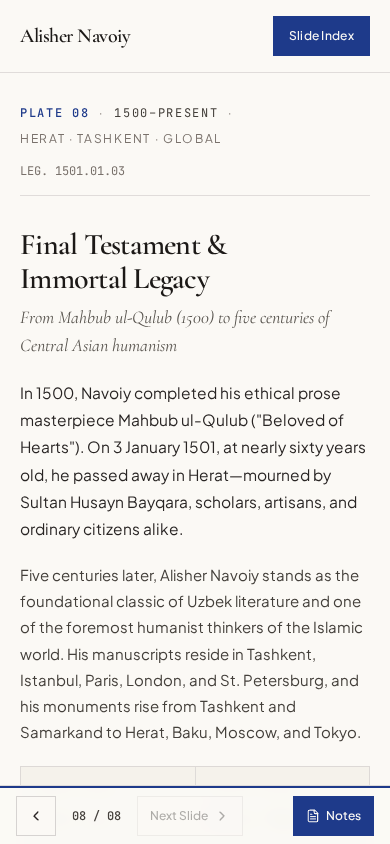 Alisher Navoiy
Slide Index
PLATE 08 · 1500–PRESENT ·
HERAT · TASHKENT · GLOBAL
LEG. 1501.01.03
Final Testament &
Immortal Legacy
From Mahbub ul-Qulub (1500) to five centuries of
Central Asian humanism
In 1500, Navoiy completed his ethical prose
masterpiece Mahbub ul-Qulub ("Beloved of
Hearts"). On 3 January 1501, at nearly sixty years
old, he passed away in Herat—mourned by
Sultan Husayn Bayqara, scholars, artisans, and
ordinary citizens alike.
Five centuries later, Alisher Navoiy stands as the
foundational classic of Uzbek literature and one
of the foremost humanist thinkers of the Islamic
world. His manuscripts reside in Tashkent,
Istanbul, Paris, London, and St. Petersburg, and
his monuments rise from Tashkent and
Samarkand to Herat, Baku, Moscow, and Tokyo.
08 / 08
Next Slide
Notes